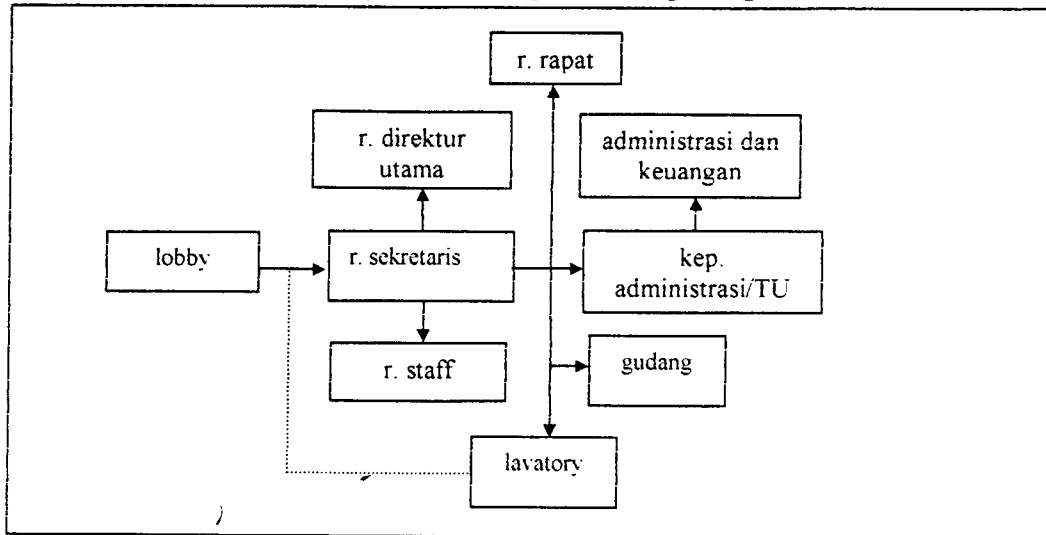 r. rapat
r. direktur
utama
administrasi dan
keuangan
lobby
r. sekretaris
kep.
administrasi/TU
r. staff
gudang
lavatory